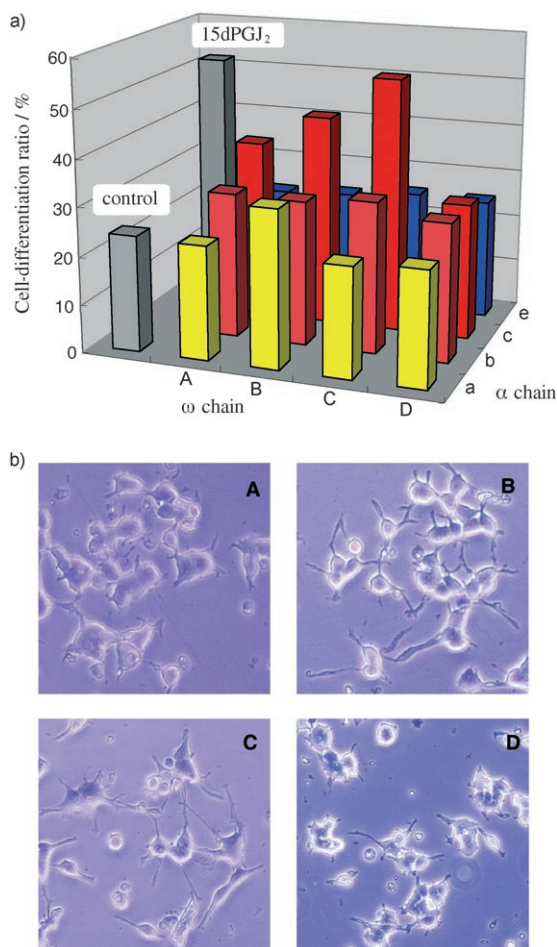 a)
60
50
40
30
20
10
0
Cell-differentiation ratio / %
15dPGJ₂
control
A
B
C
D
ω chain
a
b
c
e
α chain
b)
A
B
C
D